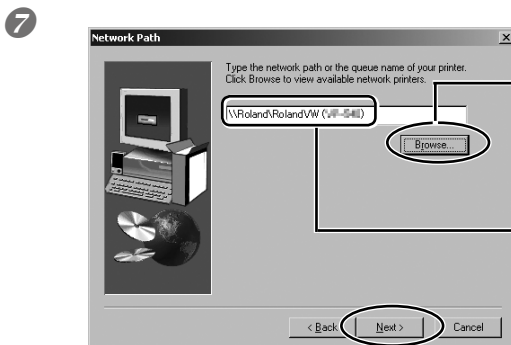 7
Network Path
Type the network path or the queue name of your printer.
Click Browse to view available network printers.
\\Roland\RolandVW (
Browse...
< Back
Next >
Cancel